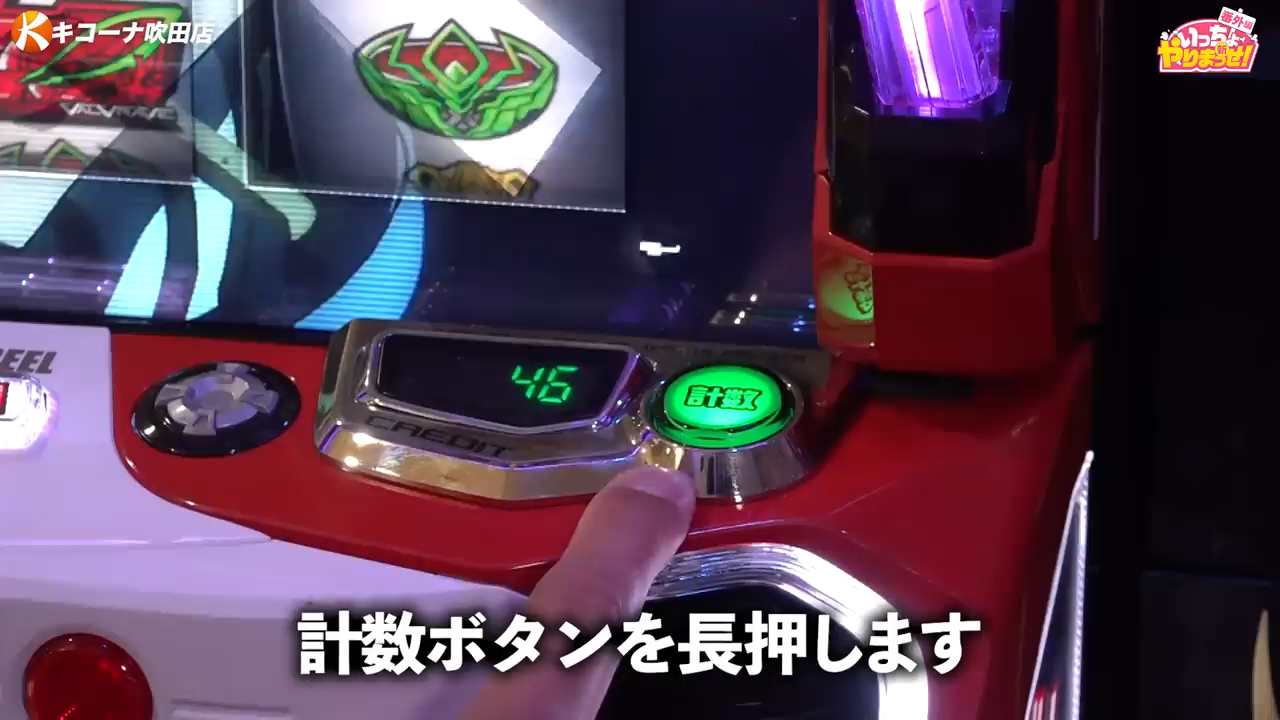 キコーナ吹田店
番外編
いっちょ
新
やりまっせ!
VALVRAVE
REEL
46
計数
CREDIT
計数ボタンを長押しします